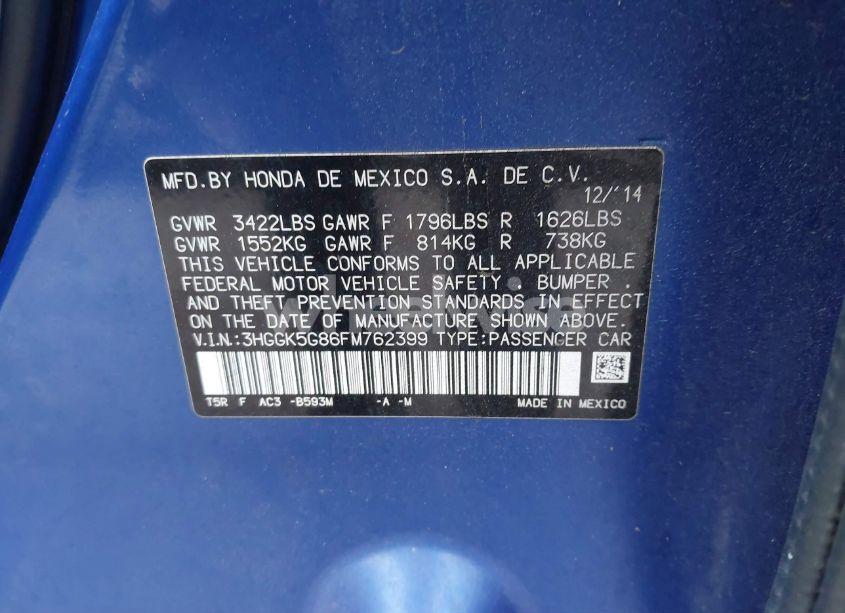 MFD.BY HONDA DE MEXICO S.A. DE C.V.
12/'14
GVWR 3422LBS GAWR F 1796LBS R 1626LBS
GVWR 1552KG GAWR F 814KG R 738KG
THIS VEHICLE CONFORMS TO ALL APPLICABLE
FEDERAL MOTOR VEHICLE SAFETY . BUMPER .
AND THEFT PREVENTION STANDARDS IN EFFECT
ON THE DATE OF MANUFACTURE SHOWN ABOVE.
V.I.N:3HGGK5G86FM762399 TYPE:PASSENGER CAR
T5R F AC3 -B593M -A -M MADE IN MEXICO